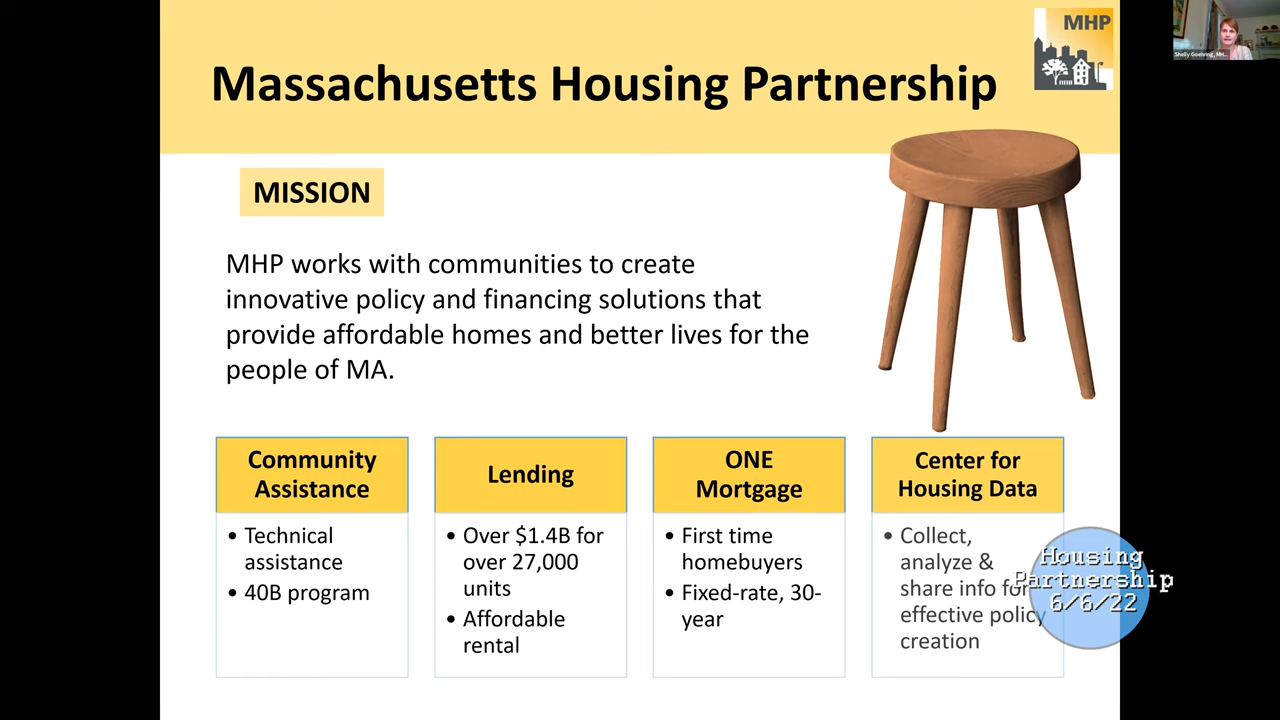 Massachusetts Housing Partnership
MHP
Shelly Goehring, MH...
MISSION
MHP works with communities to create
innovative policy and financing solutions that
provide affordable homes and better lives for the
people of MA.
Community
Assistance
• Technical
assistance
• 40B program
Lending
• Over $1.4B for
over 27,000
units
• Affordable
rental
ONE
Mortgage
• First time
homebuyers
• Fixed-rate, 30-
year
Center for
Housing Data
• Collect,
analyze &
share info for
effective policy
creation
Housing
Partnership
6/6/22